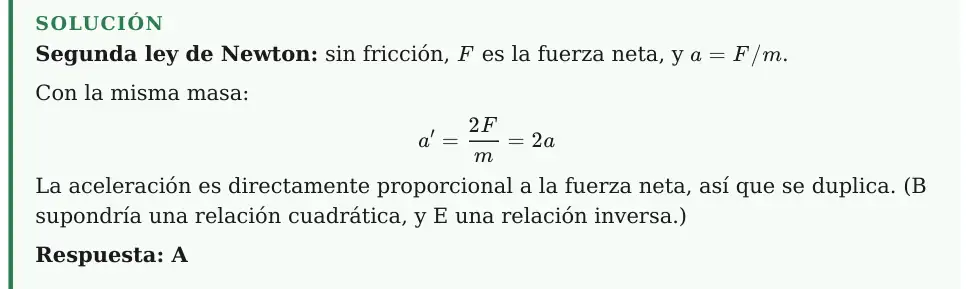 SOLUCIÓN
Segunda ley de Newton: sin fricción, F es la fuerza neta, y a = F/m.
Con la misma masa:
a′ = 2F/m = 2a
La aceleración es directamente proporcional a la fuerza neta, así que se duplica. (B
supondría una relación cuadrática, y E una relación inversa.)
Respuesta: A